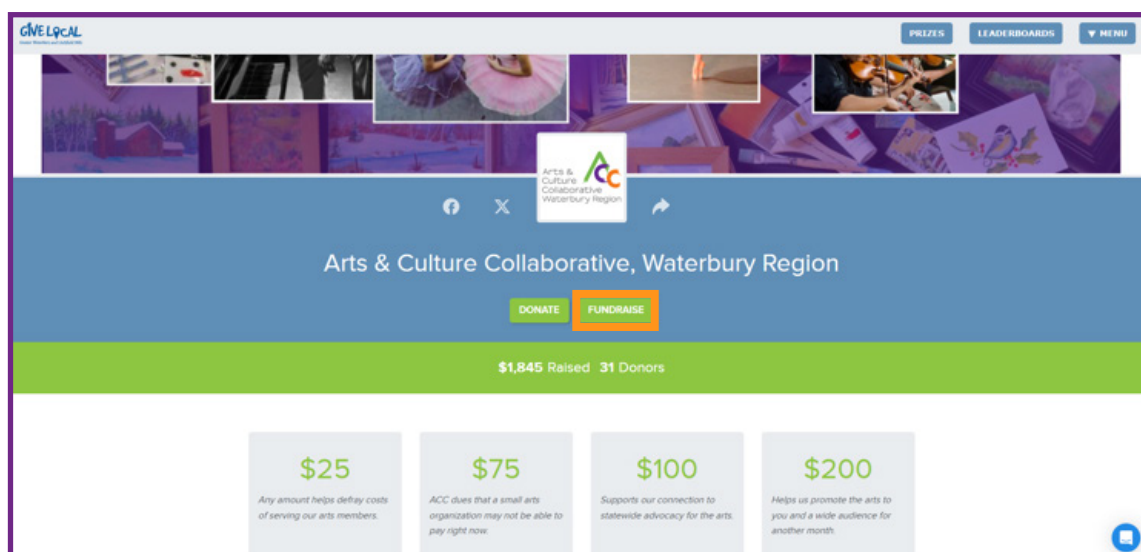 GIVE LOCAL
PRIZES
LEADERBOARDS
▼ MENU
Arts &
Culture
Collaborative
Waterbury Region
ACC
Arts & Culture Collaborative, Waterbury Region
DONATE
FUNDRAISE
$1,845 Raised 31 Donors
$25
Any amount helps defray costs
of serving our arts members.
$75
ACC dues that a small arts
organization may not be able to
pay right now.
$100
Supports our connection to
statewide advocacy for the arts.
$200
Helps us promote the arts to
you and a wide audience for
another month.